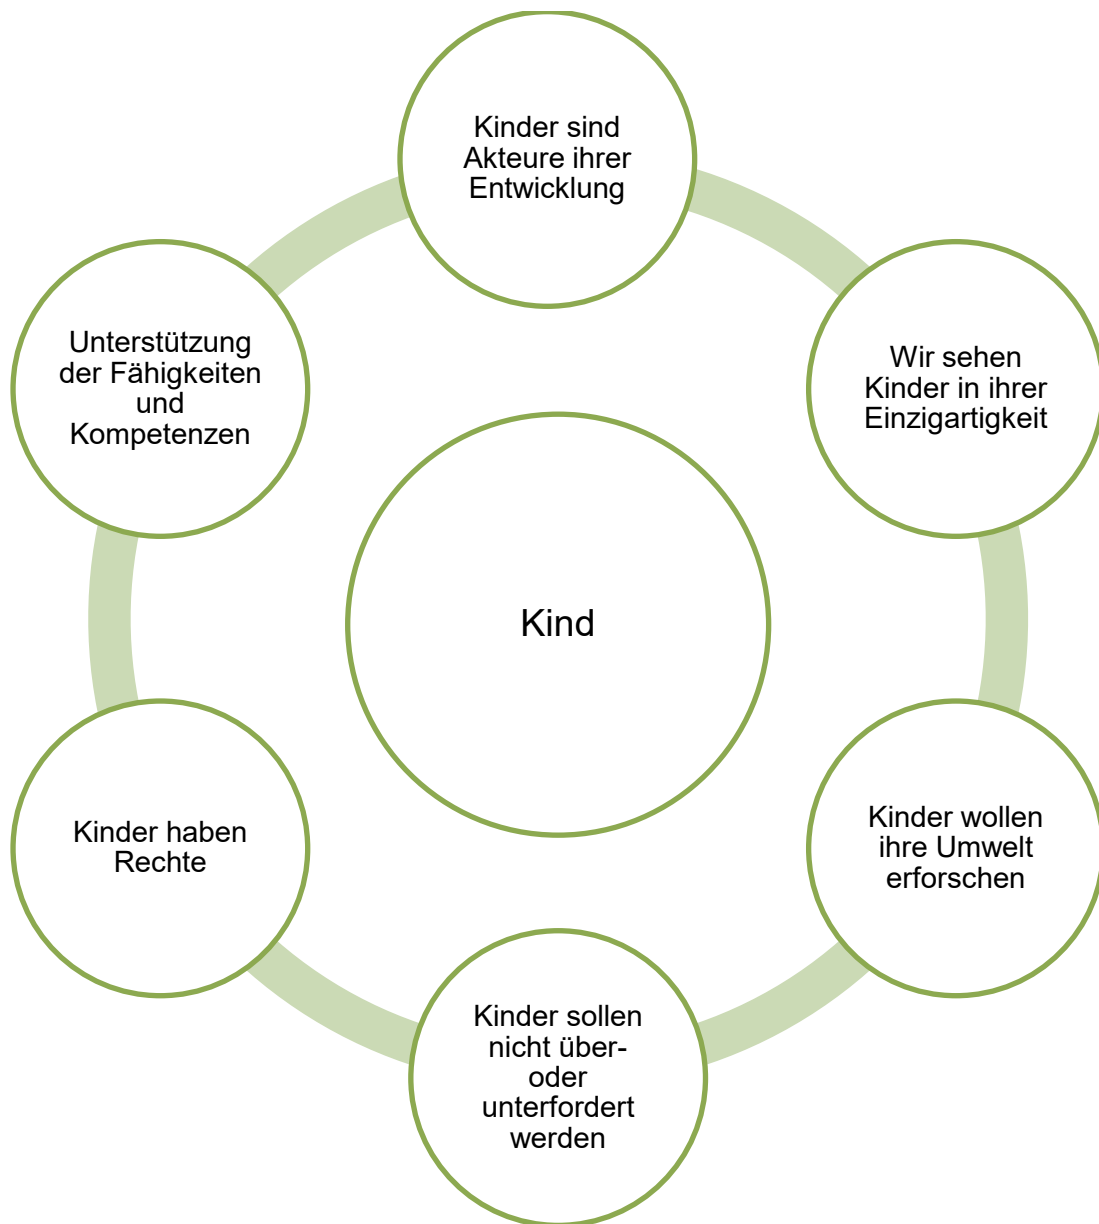 Kinder sind
Akteure ihrer
Entwicklung
Wir sehen
Kinder in ihrer
Einzigartigkeit
Kinder wollen
ihre Umwelt
erforschen
Kinder sollen
nicht über-
oder
unterfordert
werden
Kinder haben
Rechte
Unterstützung
der Fähigkeiten
und
Kompetenzen
Kind